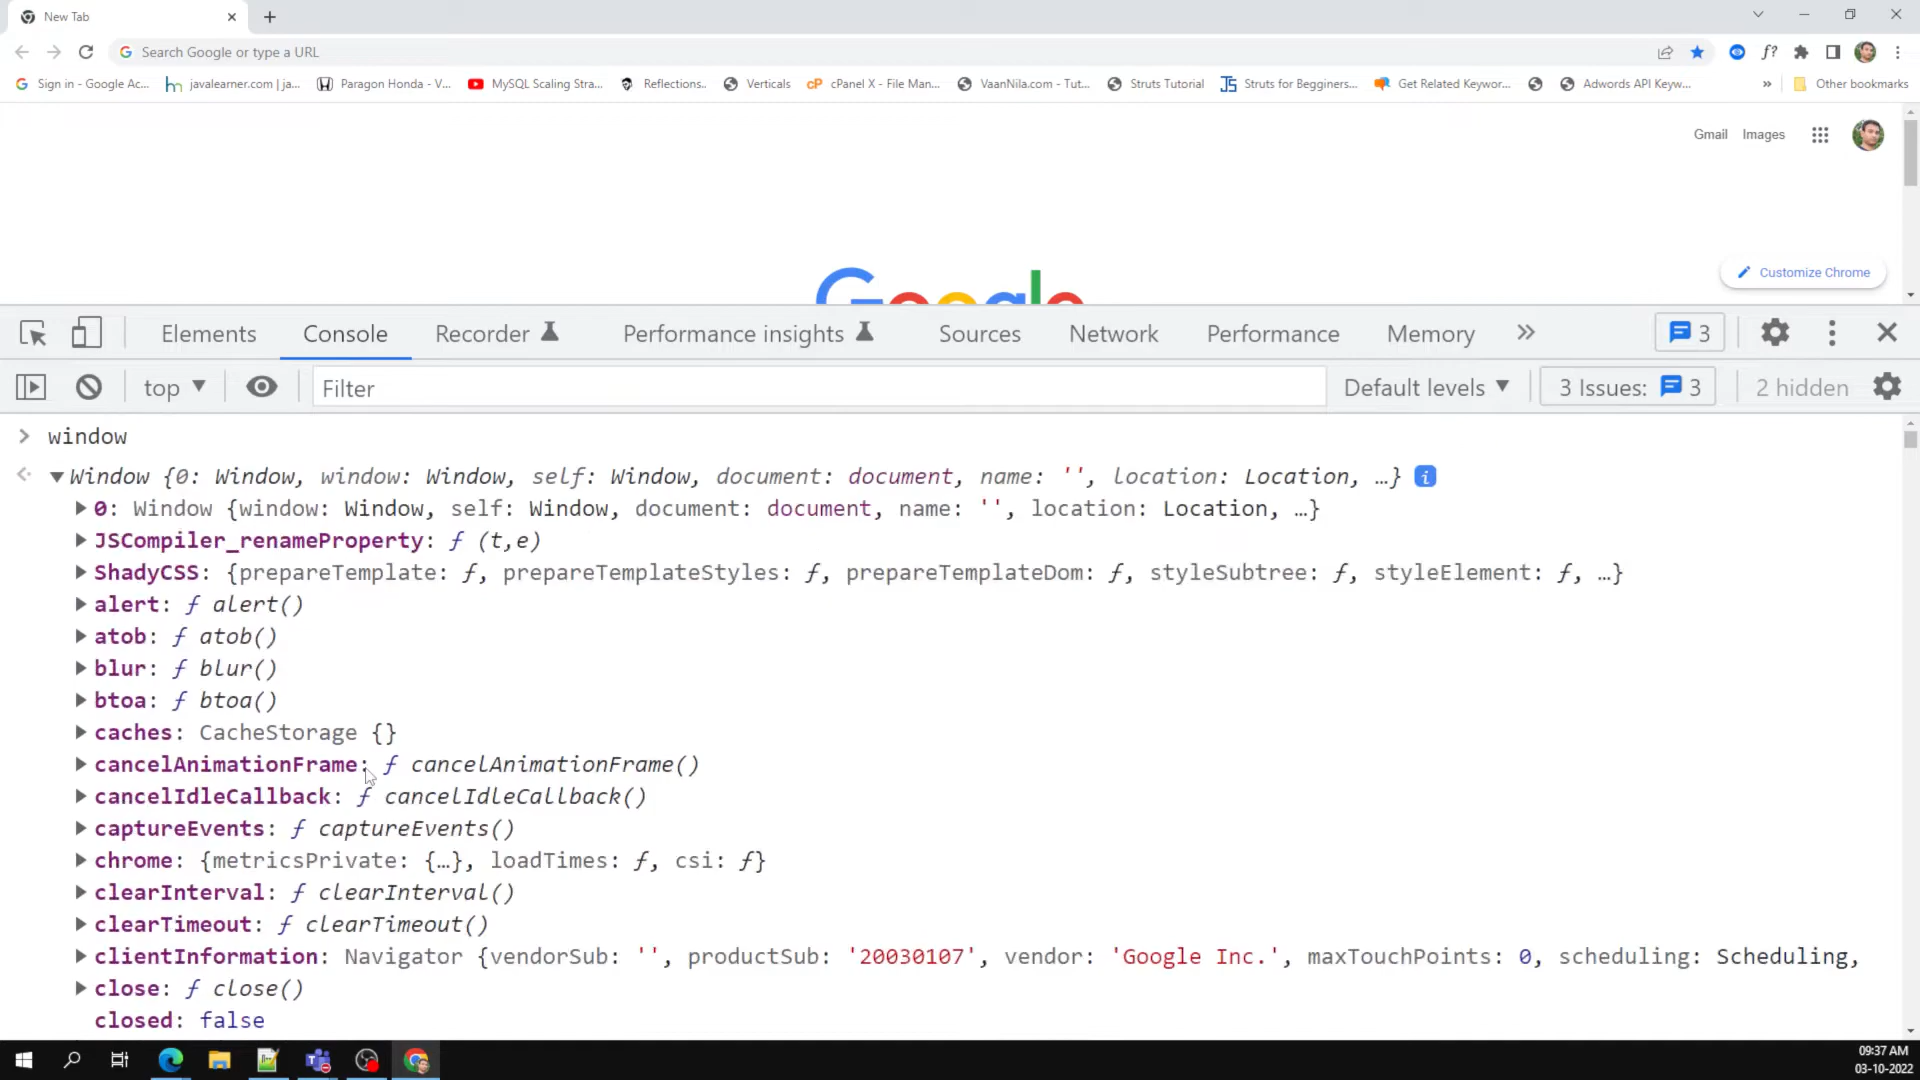 New Tab
Search Google or type a URL
f?
Sign in - Google Ac... javalearner.com | ja... Paragon Honda - V... MySQL Scaling Stra... Reflections.. Verticals cPanel X - File Man... VaanNila.com - Tut... Struts Tutorial Struts for Begginers... Get Related Keywor... Adwords API Keyw... » Other bookmarks
Gmail Images
Customize Chrome
Google
Elements Console Recorder Performance insights Sources Network Performance Memory » 3
top Filter Default levels 3 Issues: 3 2 hidden
> window
Window {0: Window, window: Window, self: Window, document: document, name: '', location: Location, …} i
0: Window {window: Window, self: Window, document: document, name: '', location: Location, …}
JSCompiler_renameProperty: ƒ (t,e)
ShadyCSS: {prepareTemplate: ƒ, prepareTemplateStyles: ƒ, prepareTemplateDom: ƒ, styleSubtree: ƒ, styleElement: ƒ, …}
alert: ƒ alert()
atob: ƒ atob()
blur: ƒ blur()
btoa: ƒ btoa()
caches: CacheStorage {}
cancelAnimationFrame: ƒ cancelAnimationFrame()
cancelIdleCallback: ƒ cancelIdleCallback()
captureEvents: ƒ captureEvents()
chrome: {metricsPrivate: {…}, loadTimes: ƒ, csi: ƒ}
clearInterval: ƒ clearInterval()
clearTimeout: ƒ clearTimeout()
clientInformation: Navigator {vendorSub: '', productSub: '20030107', vendor: 'Google Inc.', maxTouchPoints: 0, scheduling: Scheduling,
close: ƒ close()
closed: false
09:37 AM
03-10-2022